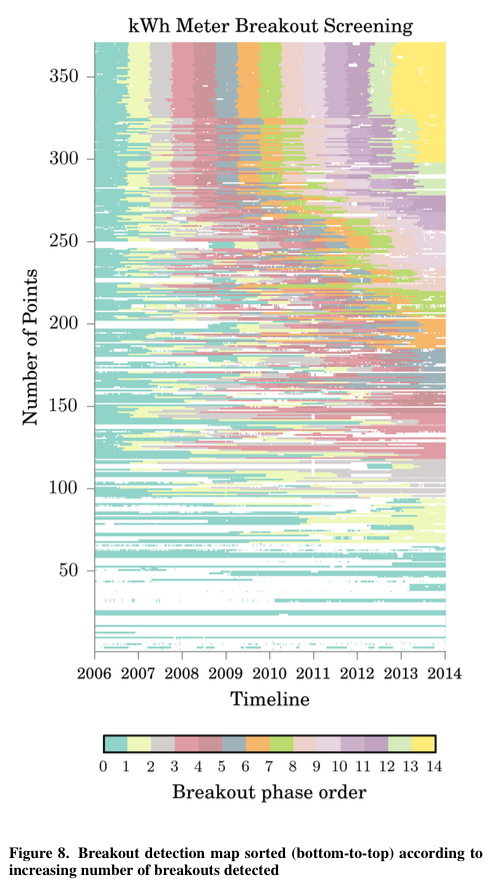 kWh Meter Breakout Screening
350
300
250
200
150
100
50
Number of Points
2006 2007 2008 2009 2010 2011 2012 2013 2014
Timeline
0 1 2 3 4 5 6 7 8 9 10 11 12 13 14
Breakout phase order
Figure 8. Breakout detection map sorted (bottom-to-top) according to
increasing number of breakouts detected